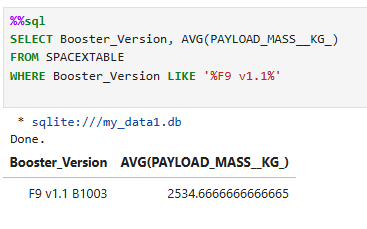 %%sql
SELECT Booster_Version, AVG(PAYLOAD_MASS__KG_)
FROM SPACEXTABLE
WHERE Booster_Version LIKE '%F9 v1.1%'
* sqlite:///my_data1.db
Done.
Booster_Version AVG(PAYLOAD_MASS__KG_)
F9 v1.1 B1003 2534.6666666666665